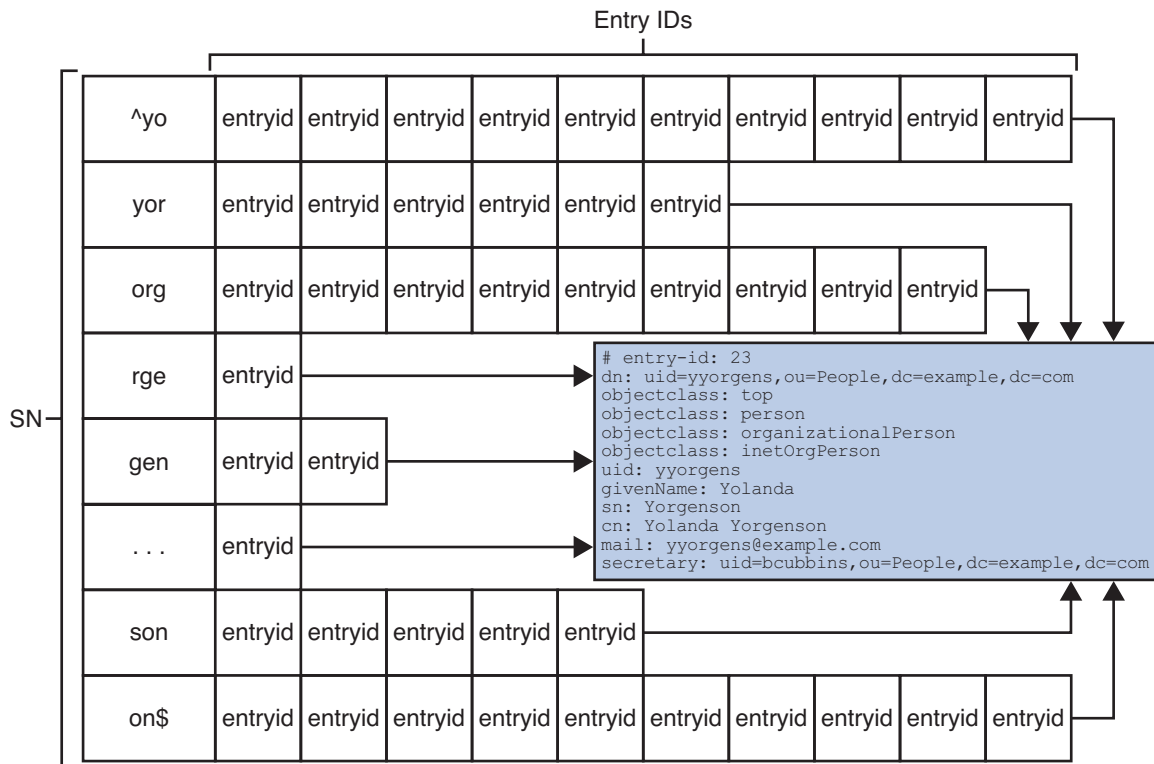 Entry IDs
^yo entryid entryid entryid entryid entryid entryid entryid entryid entryid entryid
yor entryid entryid entryid entryid entryid entryid
org entryid entryid entryid entryid entryid entryid entryid entryid entryid
rge entryid
SN
gen entryid entryid
. . . entryid
# entry-id: 23
dn: uid=yyorgens,ou=People,dc=example,dc=com
objectclass: top
objectclass: person
objectclass: organizationalPerson
objectclass: inetOrgPerson
uid: yyorgens
givenName: Yolanda
sn: Yorgenson
cn: Yolanda Yorgenson
mail: yyorgens@example.com
secretary: uid=bcubbins,ou=People,dc=example,dc=com
son entryid entryid entryid entryid entryid
on$ entryid entryid entryid entryid entryid entryid entryid entryid entryid entryid